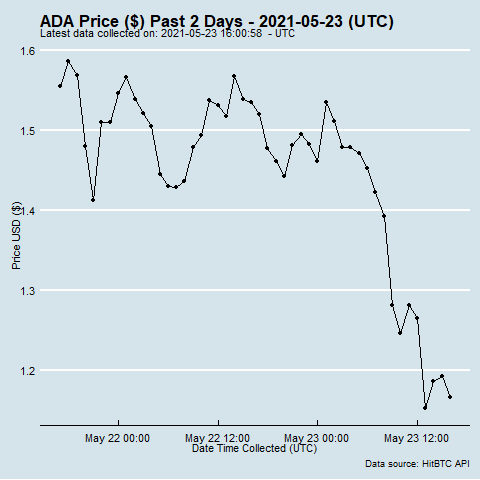 ADA Price ($) Past 2 Days - 2021-05-23 (UTC)
Latest data collected on: 2021-05-23 16:00:58 - UTC
1.6
1.5
1.4
1.3
1.2
Price USD ($)
May 22 00:00 May 22 12:00 May 23 00:00 May 23 12:00
Date Time Collected (UTC)
Data source: HitBTC API